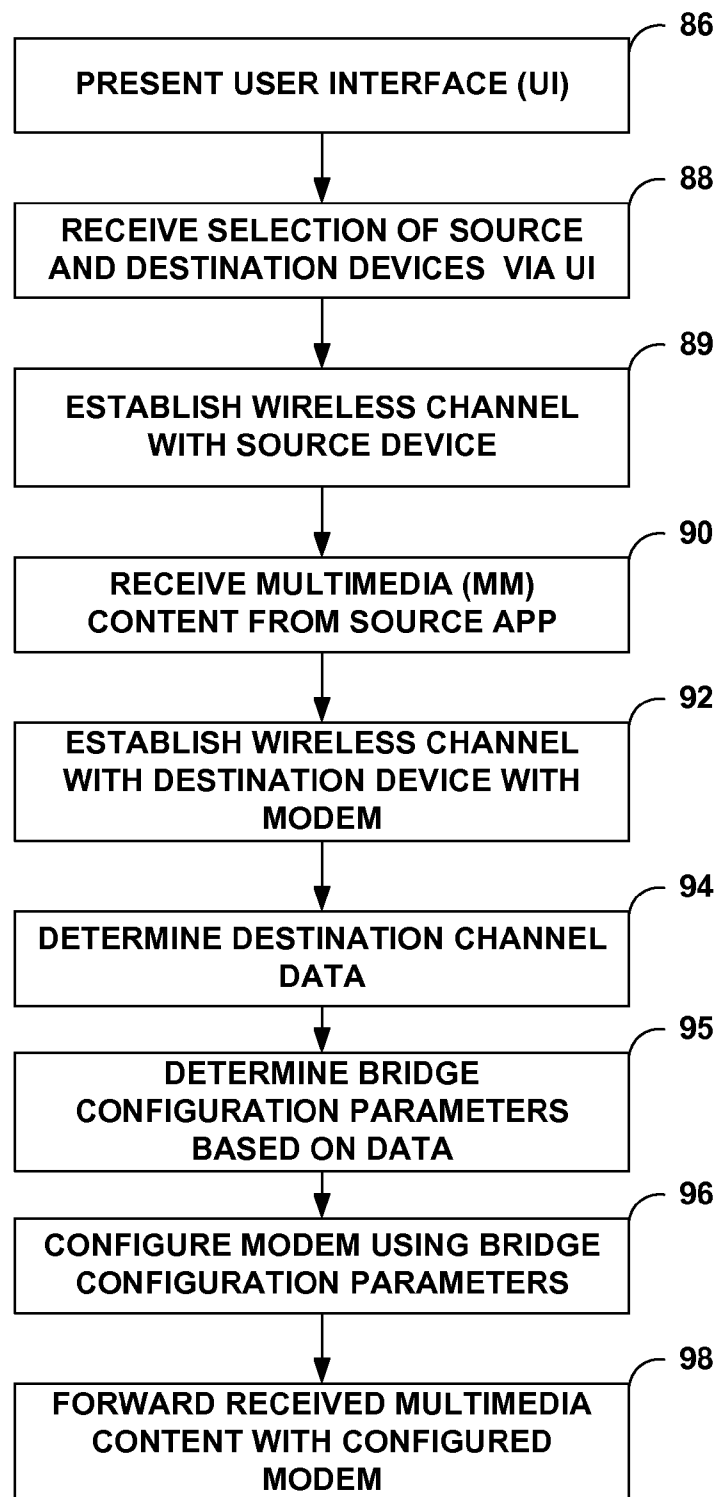 86
PRESENT USER INTERFACE (UI)
88
RECEIVE SELECTION OF SOURCE
AND DESTINATION DEVICES VIA UI
89
ESTABLISH WIRELESS CHANNEL
WITH SOURCE DEVICE
90
RECEIVE MULTIMEDIA (MM)
CONTENT FROM SOURCE APP
92
ESTABLISH WIRELESS CHANNEL
WITH DESTINATION DEVICE WITH
MODEM
94
DETERMINE DESTINATION CHANNEL
DATA
95
DETERMINE BRIDGE
CONFIGURATION PARAMETERS
BASED ON DATA
96
CONFIGURE MODEM USING BRIDGE
CONFIGURATION PARAMETERS
98
FORWARD RECEIVED MULTIMEDIA
CONTENT WITH CONFIGURED
MODEM